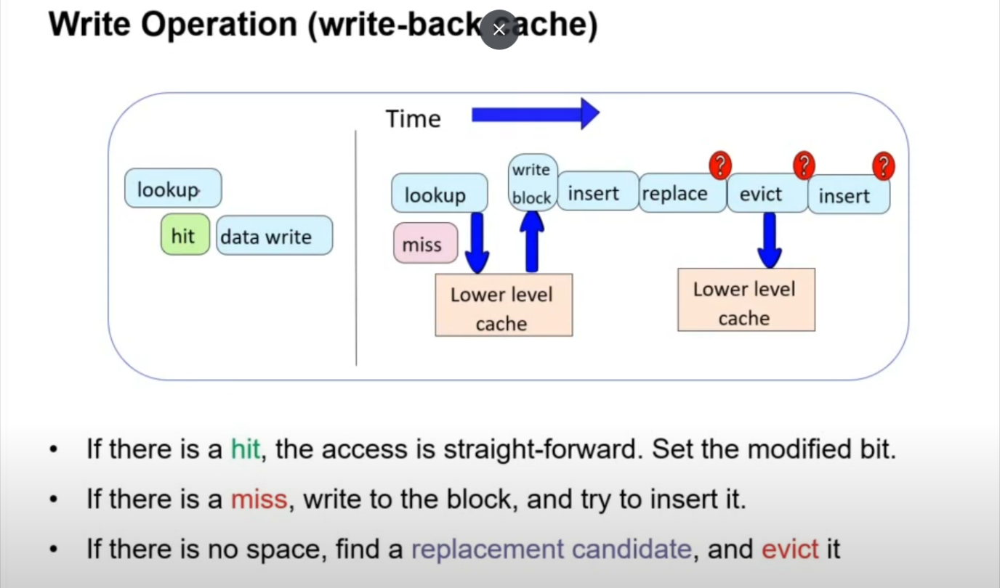 Write Operation (write-back cache)
Time
lookup
hit
data write
lookup
miss
write
block
insert
replace
?
evict
?
insert
?
Lower level
cache
Lower level
cache
• If there is a hit, the access is straight-forward. Set the modified bit.
• If there is a miss, write to the block, and try to insert it.
• If there is no space, find a replacement candidate, and evict it